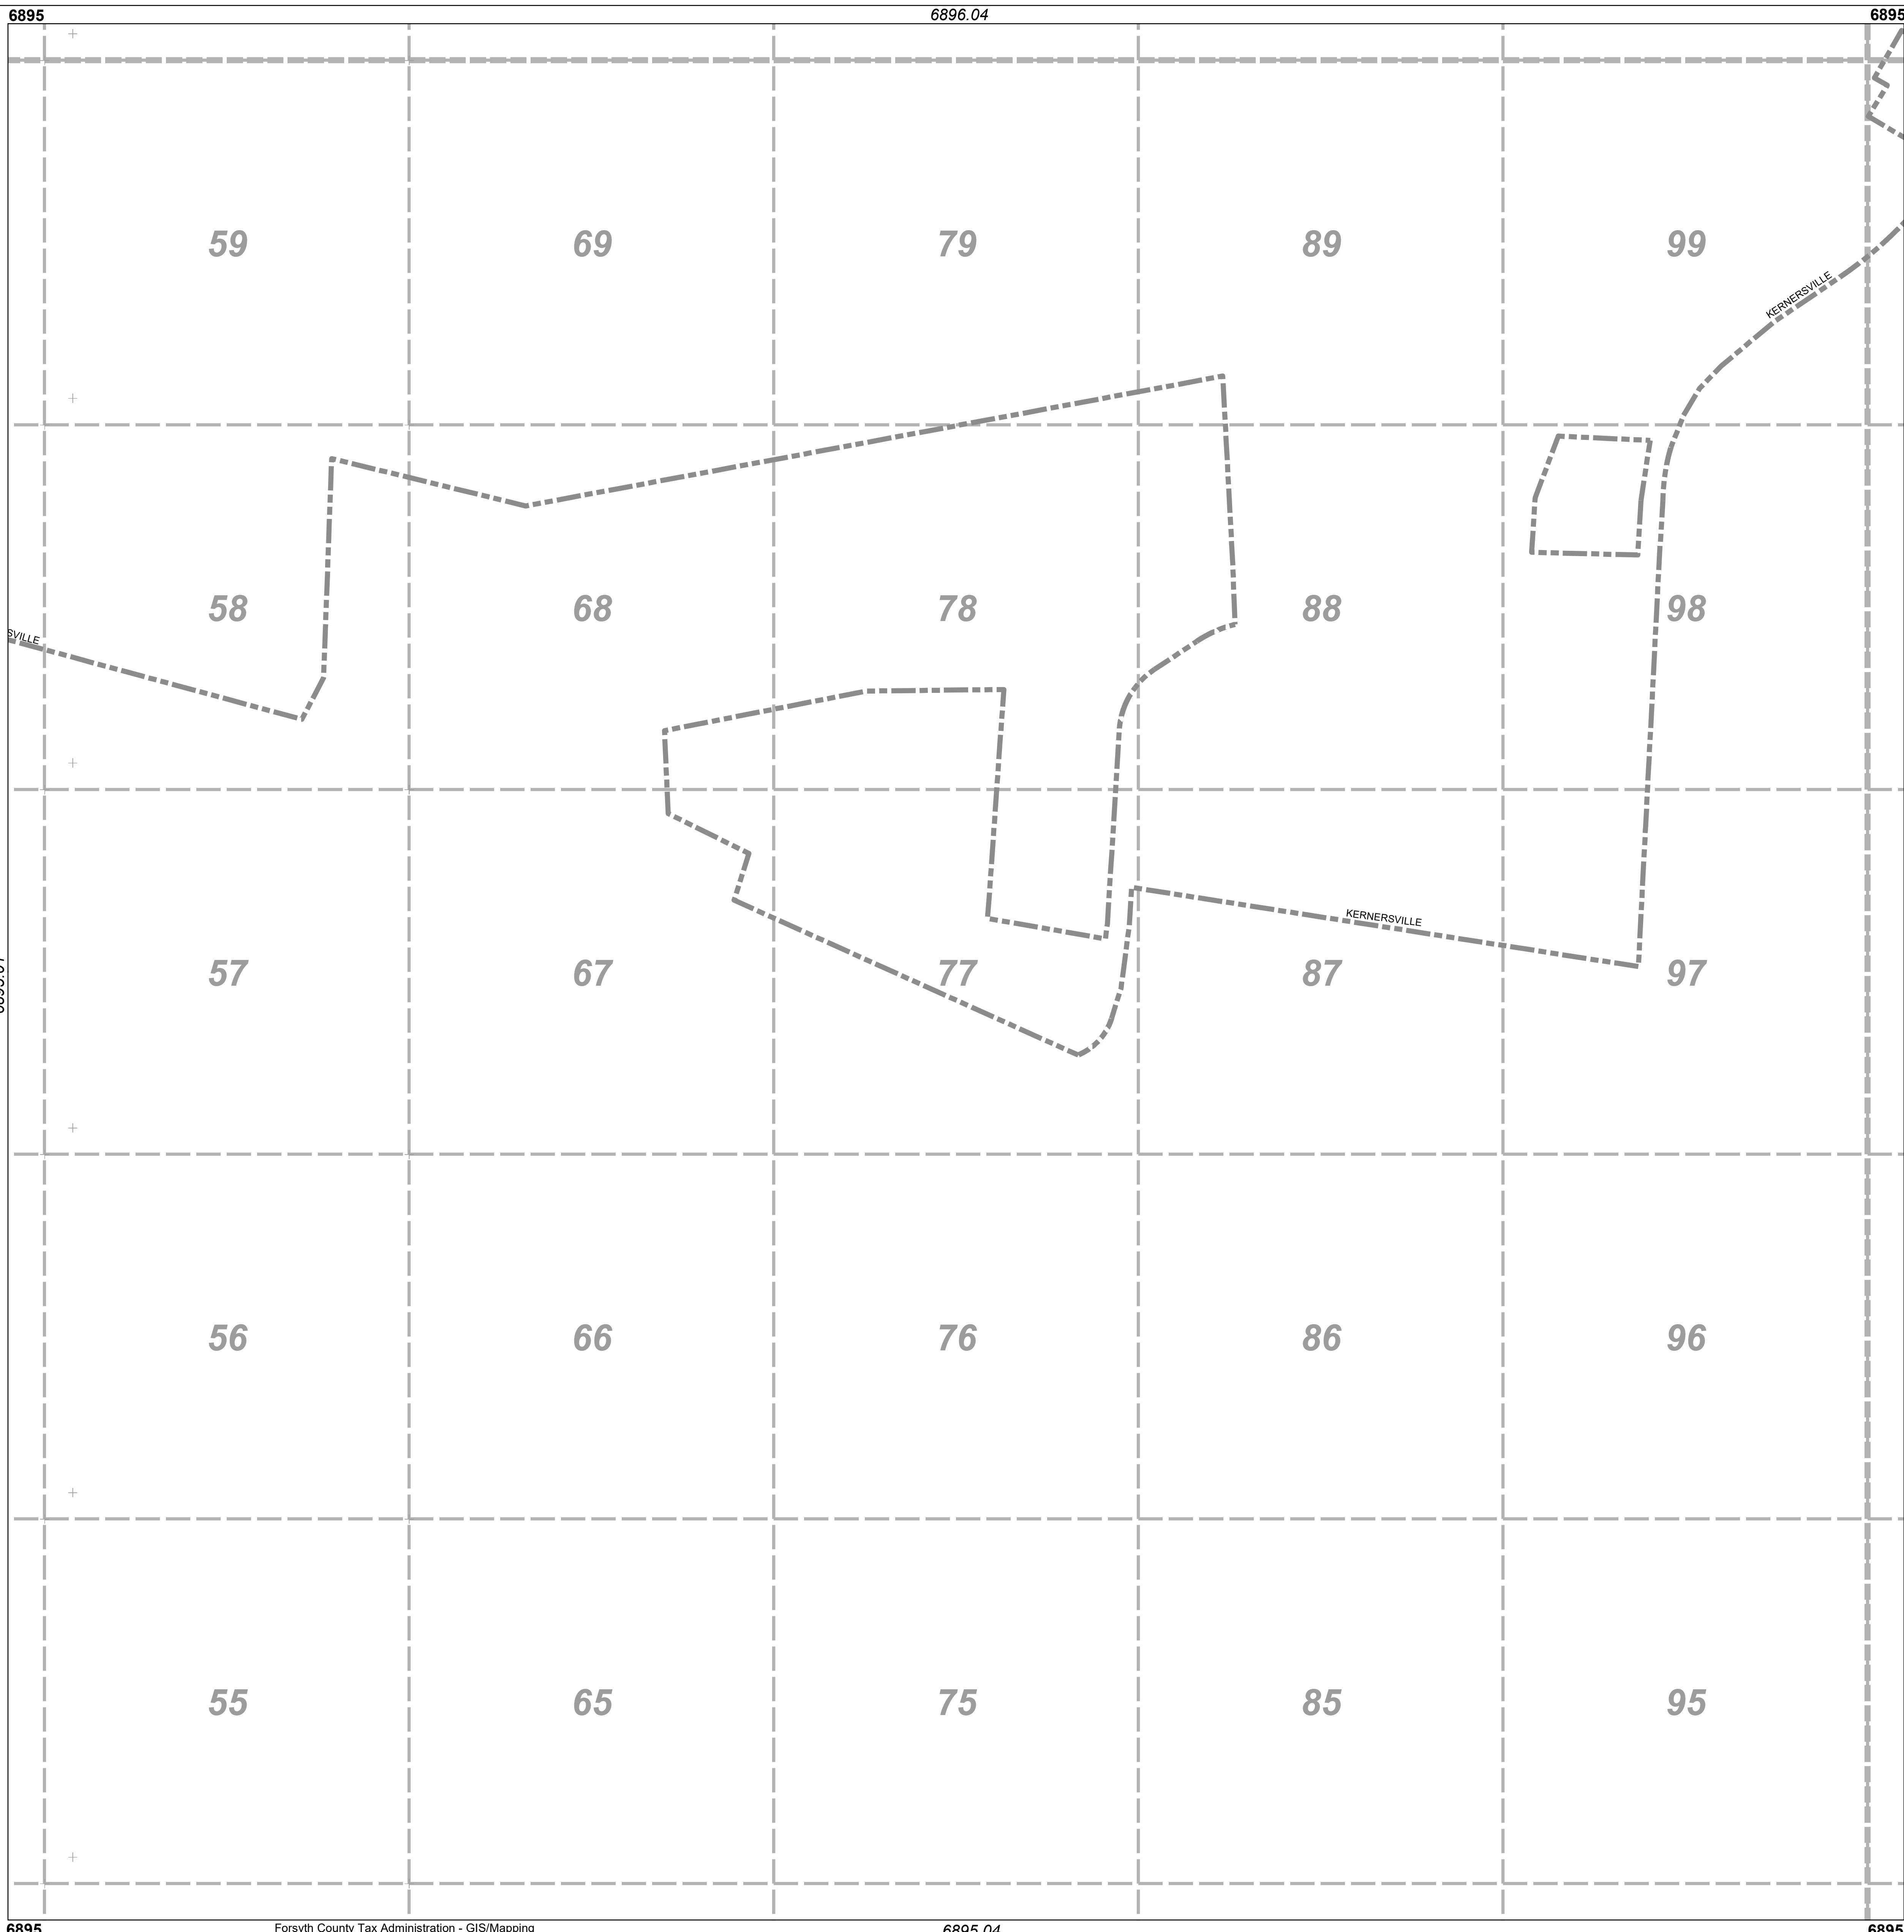 6895 6896.04 6895
59 69 79 89 99
KERNERSVILLE
58 68 78 88 98
SVILLE
KERNERSVILLE
57 67 77 87 97
56 66 76 86 96
55 65 75 85 95
6895 Forsyth County Tax Administration - GIS/Mapping 6895.04 6895